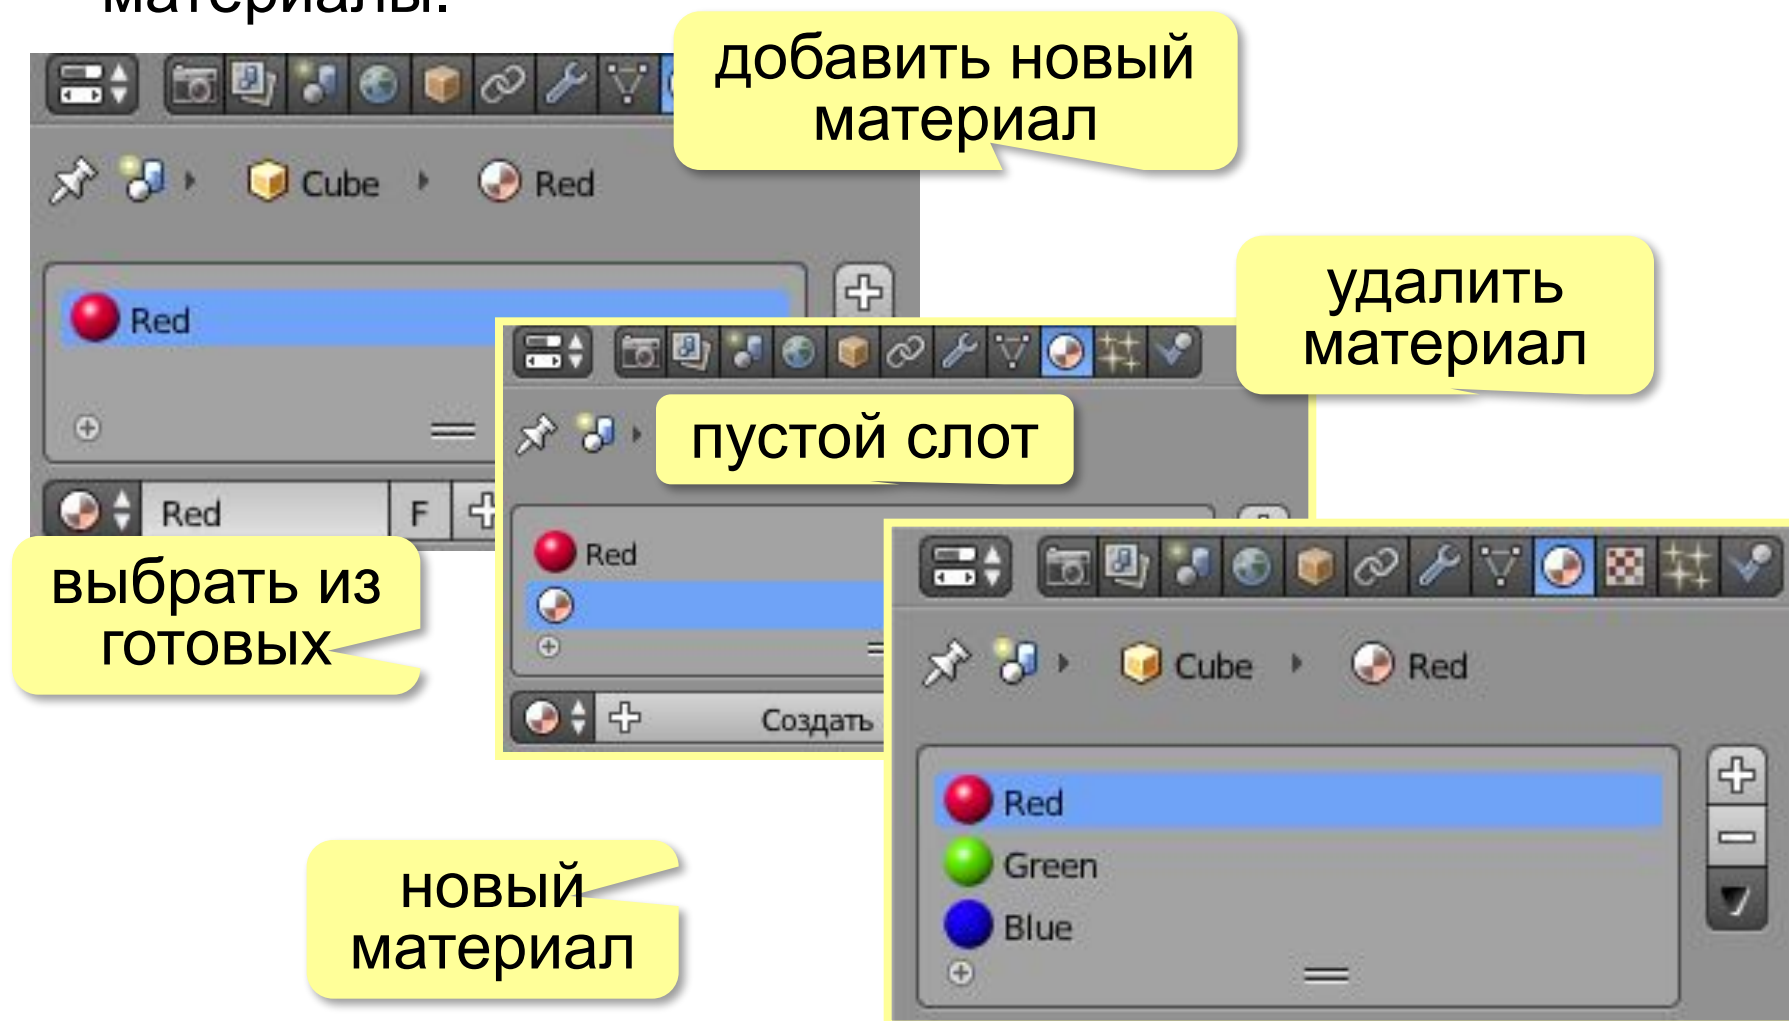 материалы:
добавить новый
материал
Cube
Red
Red
Red
F
удалить
материал
пустой слот
Red
Создать
выбрать из
готовых
Cube
Red
Red
Green
Blue
новый
материал